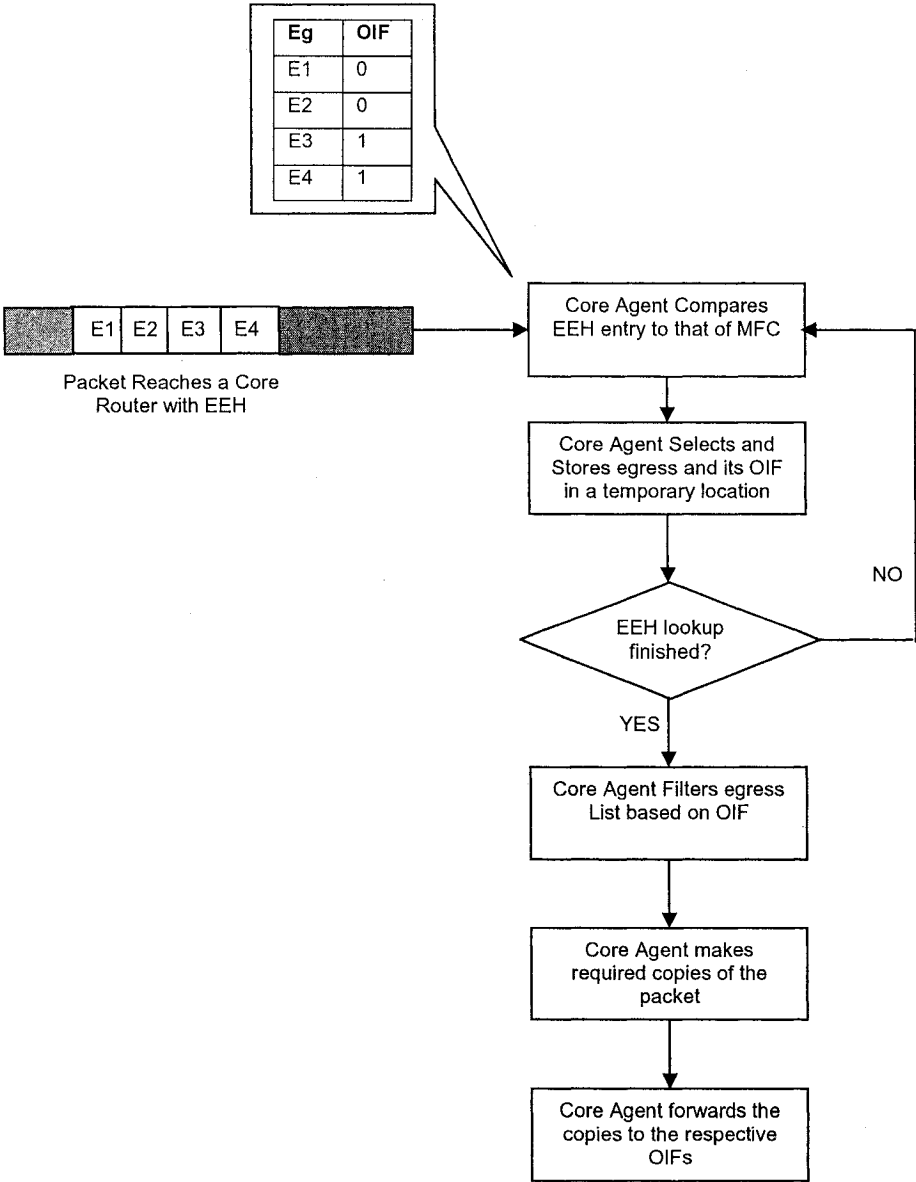 Eg OIF
E1 0
E2 0
E3 1
E4 1
E1 E2 E3 E4
Packet Reaches a Core
Router with EEH
Core Agent Compares
EEH entry to that of MFC
Core Agent Selects and
Stores egress and its OIF
in a temporary location
NO
EEH lookup
finished?
YES
Core Agent Filters egress
List based on OIF
Core Agent makes
required copies of the
packet
Core Agent forwards the
copies to the respective
OIFs